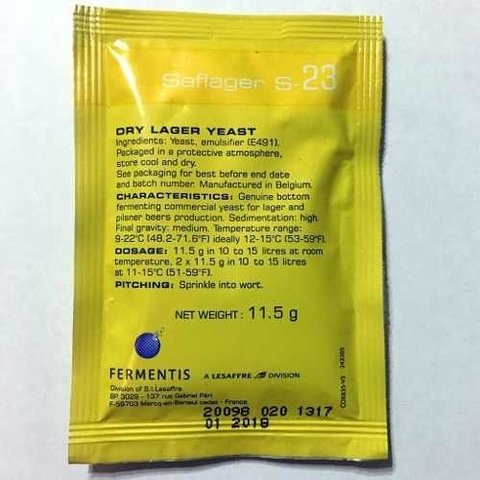 Saflager S-23
DRY LAGER YEAST
Ingredients: Yeast, emulsifier (E491).
Packaged in a protective atmosphere,
store cool and dry.
See packaging for best before end date
and batch number. Manufactured in Belgium.
CHARACTERISTICS: Genuine bottom
fermenting commercial yeast for lager and
pilsner beers production. Sedimentation: high.
Final gravity: medium. Temperature range:
9-22°C (48.2-71.6°F) ideally 12-15°C (53-59°F).
DOSAGE: 11.5 g in 10 to 15 litres at room
temperature, 2 x 11.5 g in 10 to 15 litres
at 11-15°C (51-59°F).
PITCHING: Sprinkle into wort.
NET WEIGHT: 11.5 g
FERMENTIS
A LESAFFRE DIVISION
Division of S.I.Lesaffre
BP 3029 - 137 rue Gabriel Péri
F-59703 Marcq-en-Baroeul cedex - France
20098 020 1317
01 2018